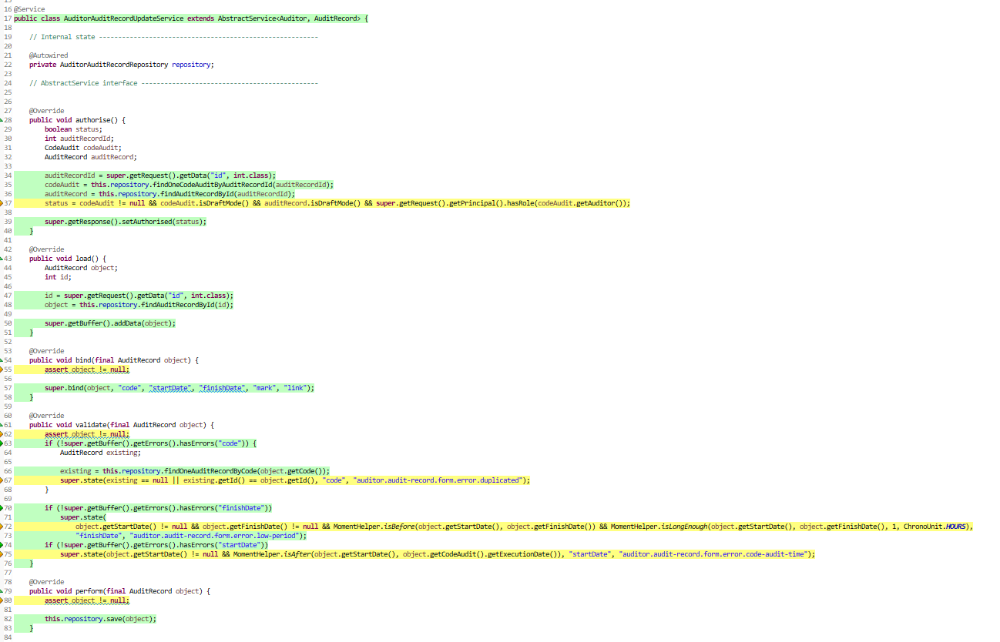 16 @Service
17 public class AuditorAuditRecordUpdateService extends AbstractService<Auditor, AuditRecord> {
18
19 // Internal state ---------------------------------------------------------
20
21 @Autowired
22 private AuditorAuditRecordRepository repository;
23
24 // AbstractService interface ----------------------------------------------
25
26
27 @Override
28 public void authorise() {
29 boolean status;
30 int auditRecordId;
31 CodeAudit codeAudit;
32 AuditRecord auditRecord;
33
34 auditRecordId = super.getRequest().getData("id", int.class);
35 codeAudit = this.repository.findOneCodeAuditByAuditRecordId(auditRecordId);
36 auditRecord = this.repository.findAuditRecordById(auditRecordId);
37 status = codeAudit != null && codeAudit.isDraftMode() && auditRecord.isDraftMode() && super.getRequest().getPrincipal().hasRole(codeAudit.getAuditor());
38
39 super.getResponse().setAuthorised(status);
40 }
41
42 @Override
43 public void load() {
44 AuditRecord object;
45 int id;
46
47 id = super.getRequest().getData("id", int.class);
48 object = this.repository.findAuditRecordById(id);
49
50 super.getBuffer().addData(object);
51 }
52
53 @Override
54 public void bind(final AuditRecord object) {
55 assert object != null;
56
57 super.bind(object, "code", "startDate", "finishDate", "mark", "link");
58 }
59
60 @Override
61 public void validate(final AuditRecord object) {
62 assert object != null;
63 if (!super.getBuffer().getErrors().hasErrors("code")) {
64 AuditRecord existing;
65
66 existing = this.repository.findOneAuditRecordByCode(object.getCode());
67 super.state(existing == null || existing.getId() == object.getId(), "code", "auditor.audit-record.form.error.duplicated");
68 }
69
70 if (!super.getBuffer().getErrors().hasErrors("finishDate"))
71 super.state(
72 object.getStartDate() != null && object.getFinishDate() != null && MomentHelper.isBefore(object.getStartDate(), object.getFinishDate()) && MomentHelper.isLongEnough(object.getStartDate(), object.getFinishDate(), 1, ChronoUnit.HOURS),
73 "finishDate", "auditor.audit-record.form.error.low-period");
74 if (!super.getBuffer().getErrors().hasErrors("startDate"))
75 super.state(object.getStartDate() != null && MomentHelper.isAfter(object.getStartDate(), object.getCodeAudit().getExecutionDate()), "startDate", "auditor.audit-record.form.error.code-audit-time");
76 }
77
78 @Override
79 public void perform(final AuditRecord object) {
80 assert object != null;
81
82 this.repository.save(object);
83 }
84